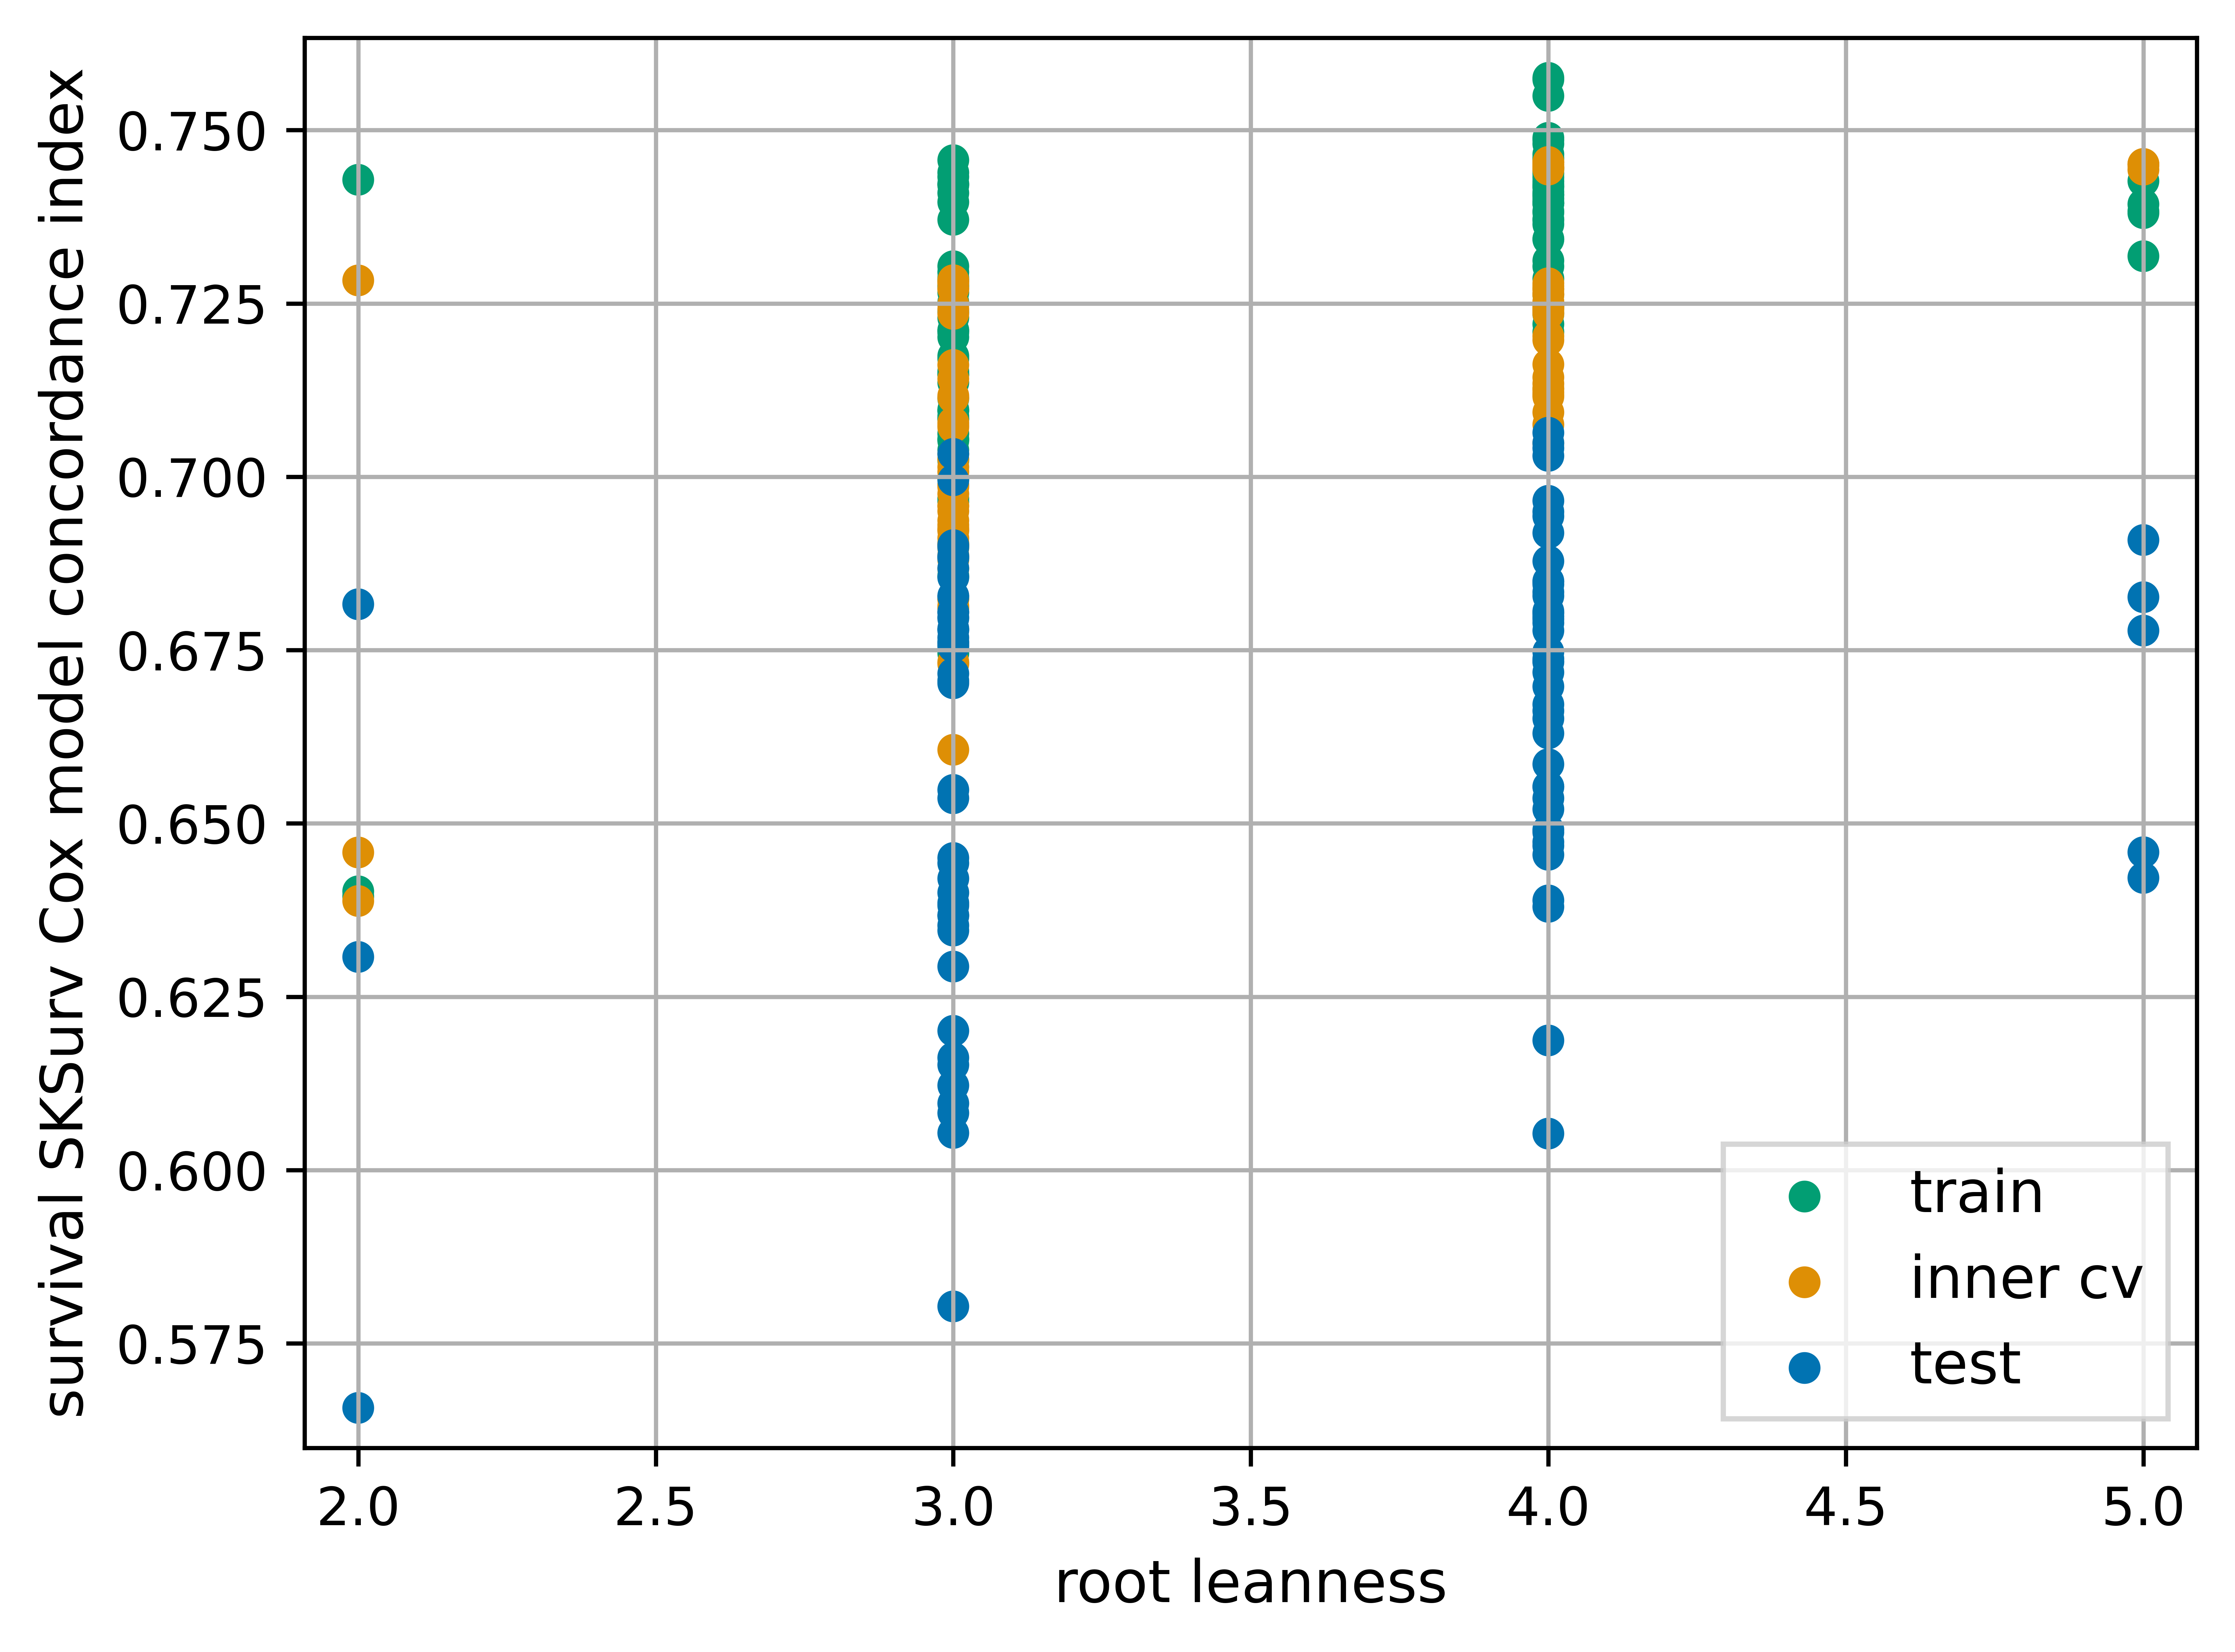 survival SKSurv Cox model concordance index
0.750
0.725
0.700
0.675
0.650
0.625
0.600
0.575
train
inner cv
test
2.0 2.5 3.0 3.5 4.0 4.5 5.0
root leanness